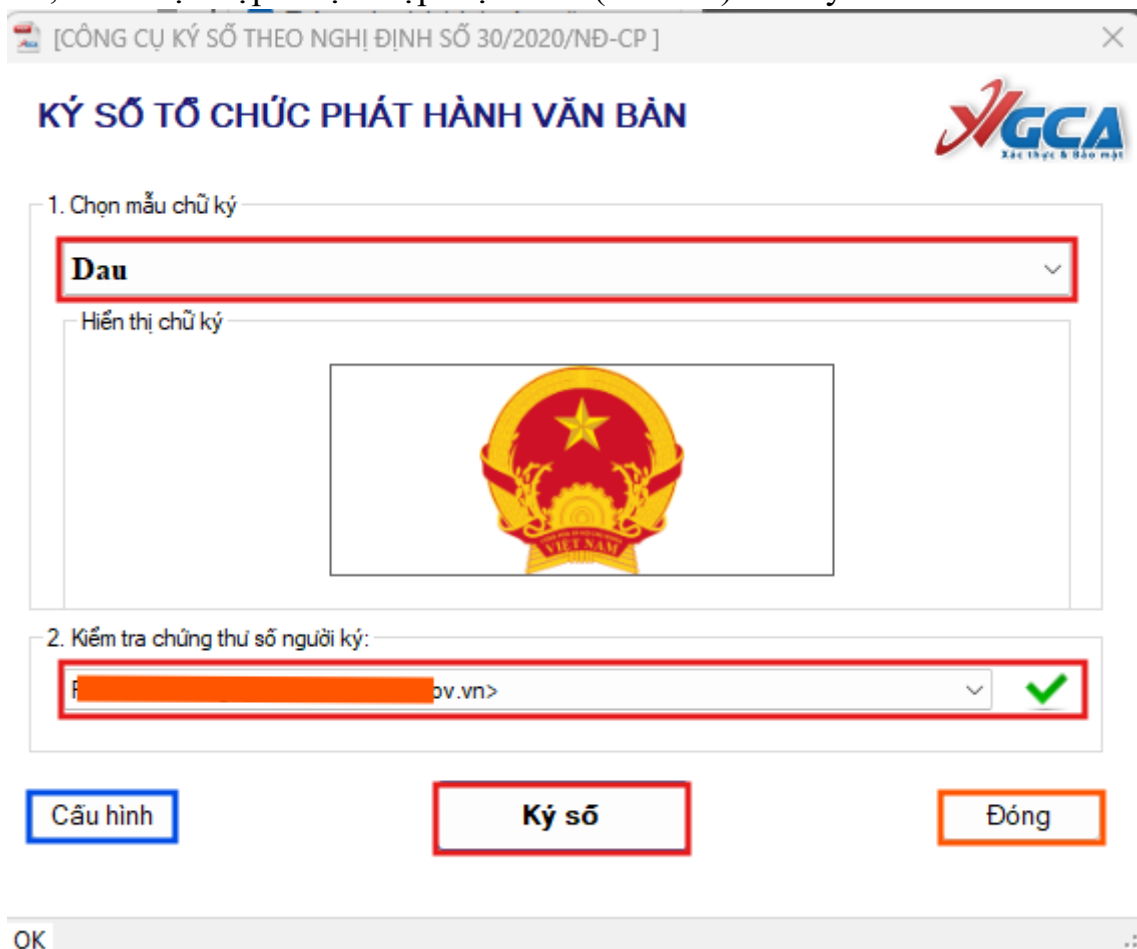 [CÔNG CỤ KÝ SỐ THEO NGHỊ ĐỊNH SỐ 30/2020/NĐ-CP ]
KÝ SỐ TỔ CHỨC PHÁT HÀNH VĂN BẢN
VGCA
Xác thực & Bảo mật
1. Chọn mẫu chữ ký
Dau
Hiển thị chữ ký
VIỆT NAM
2. Kiểm tra chứng thư số người ký:
ov.vn>
Cấu hình
Ký số
Đóng
OK